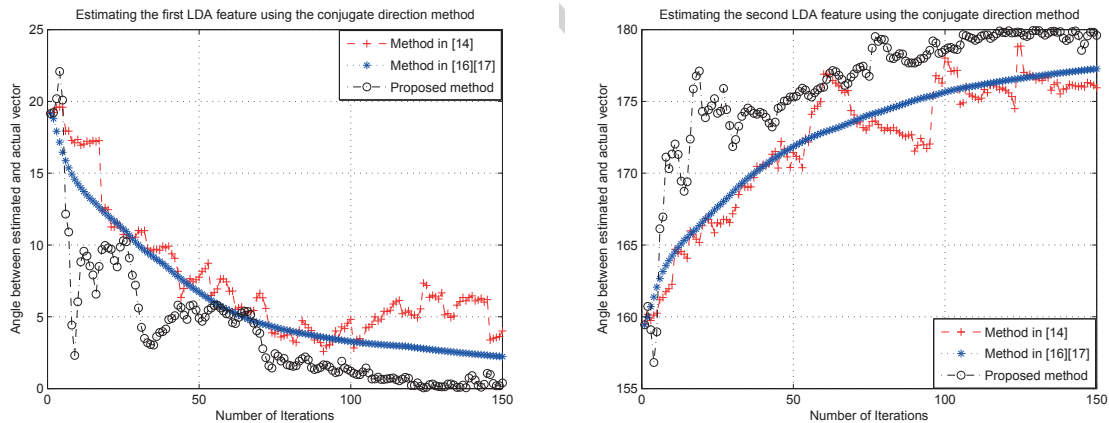 Estimating the first LDA feature using the conjugate direction method
25
20
15
10
5
0
Angle between estimated and actual vector
0
50
100
150
Number of Iterations
Method in [14]
Method in [16][17]
Proposed method
Estimating the second LDA feature using the conjugate direction method
180
175
170
165
160
155
Angle between estimated and actual vector
0
50
100
150
Number of Iterations
Method in [14]
Method in [16][17]
Proposed method